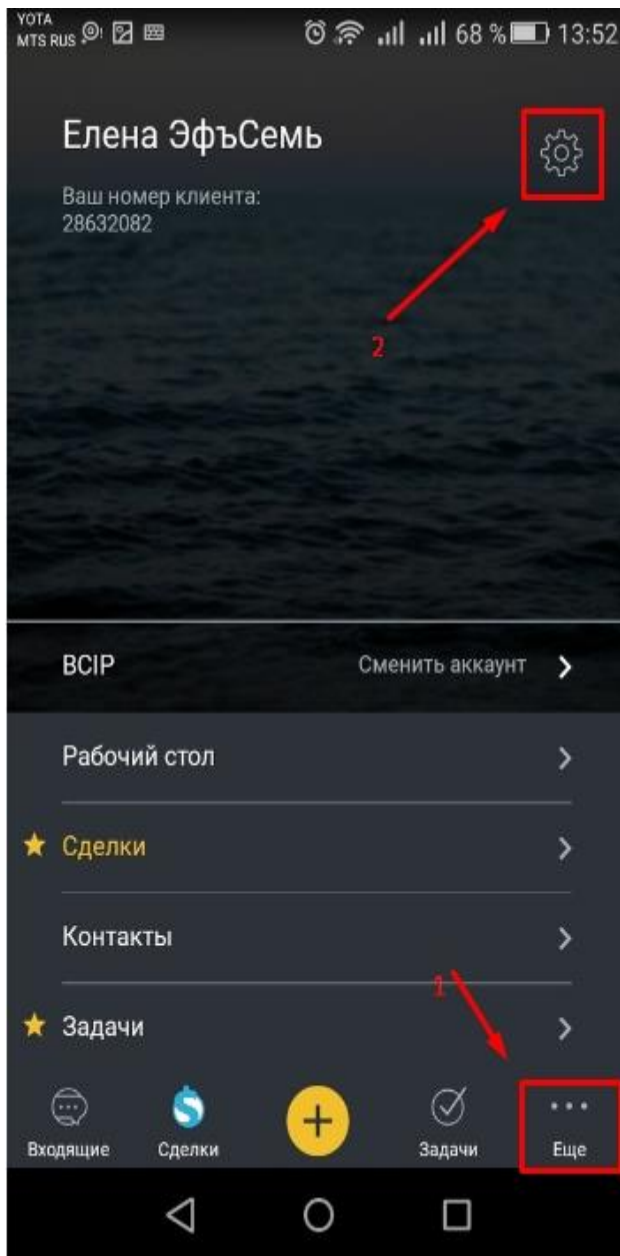 YOTA
MTS RUS
68 % 13:52
Елена ЭфъСемь
Ваш номер клиента:
28632082
2
BCIP
Сменить аккаунт
Рабочий стол
Сделки
Контакты
1
Задачи
Входящие
Сделки
Задачи
Еще